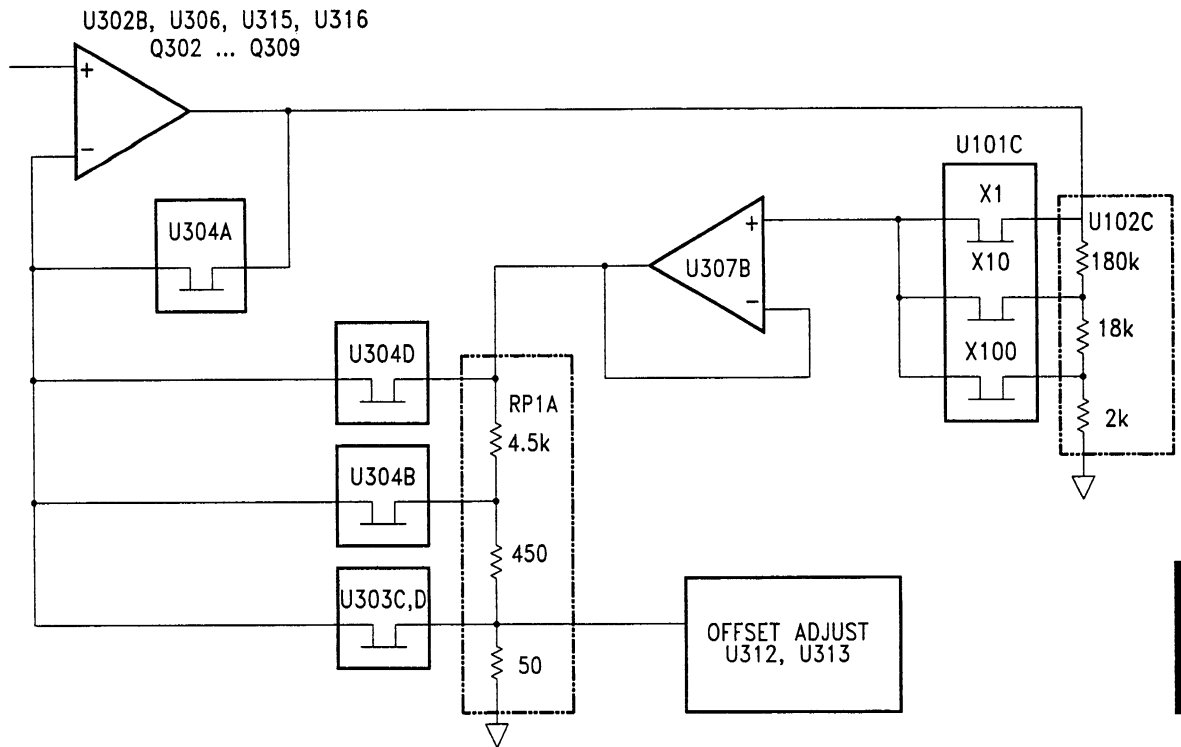 U302B, U306, U315, U316
Q302 ... Q309
+
−
U304A
U101C
X1
X10
X100
U102C
180k
18k
2k
+
U307B
−
U304D
RP1A
4.5k
U304B
450
U303C,D
50
OFFSET ADJUST
U312, U313